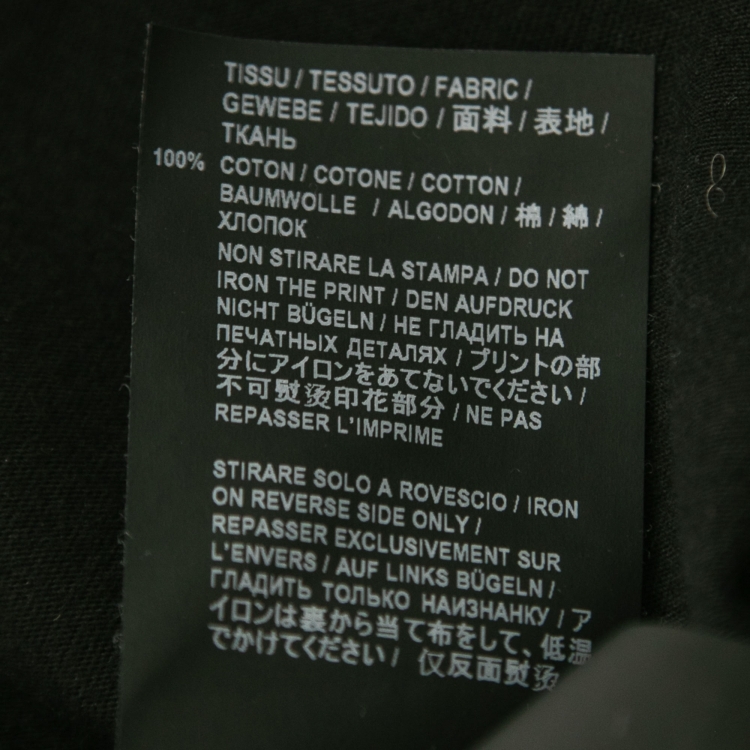 TISSU / TESSUTO / FABRIC /
GEWEBE / TEJIDO / 面料 / 表地 /
ТКАНЬ
100% COTON / COTONE / COTTON /
BAUMWOLLE / ALGODON / 棉 / 綿 /
ХЛОПОК
NON STIRARE LA STAMPA / DO NOT
IRON THE PRINT / DEN AUFDRUCK
NICHT BÜGELN / НЕ ГЛАДИТЬ НА
ПЕЧАТНЫХ ДЕТАЛЯХ / プリントの部
分にアイロンをあてないでください /
不可熨烫印花部分 / NE PAS
REPASSER L'IMPRIME
STIRARE SOLO A ROVESCIO / IRON
ON REVERSE SIDE ONLY /
REPASSER EXCLUSIVEMENT SUR
L'ENVERS / AUF LINKS BÜGELN /
ГЛАДИТЬ ТОЛЬКО НАИЗНАНКУ / ア
イロンは裏から当て布をして、低温
でかけてください / 仅反面熨烫